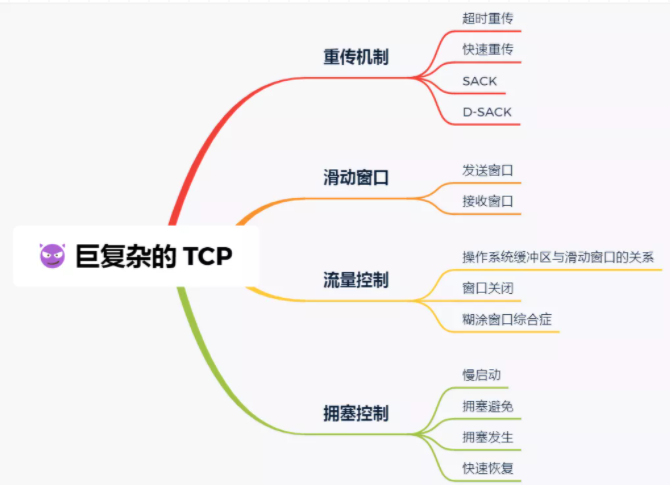 巨复杂的 TCP
重传机制
超时重传
快速重传
SACK
D-SACK
滑动窗口
发送窗口
接收窗口
流量控制
操作系统缓冲区与滑动窗口的关系
窗口关闭
糊涂窗口综合症
拥塞控制
慢启动
拥塞避免
拥塞发生
快速恢复